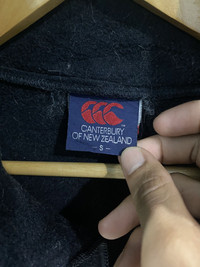 CANTERBURY
OF NEW ZEALAND
- S -